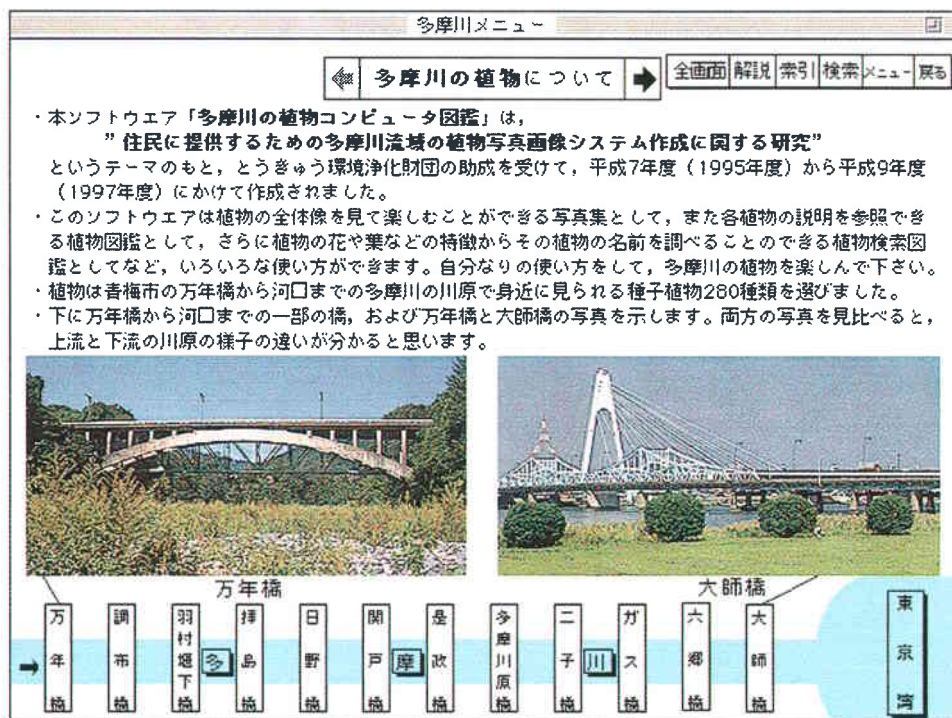 多摩川メニュー
多摩川の植物について
全画面 解説 索引 検索 メニュー 戻る
・本ソフトウエア「多摩川の植物コンピュータ図鑑」は，
” 住民に提供するための多摩川流域の植物写真画像システム作成に関する研究”
というテーマのもと，とうきゅう環境浄化財団の助成を受けて，平成7年度（1995年度）から平成9年度
（1997年度）にかけて作成されました。
・このソフトウエアは植物の全体像を見て楽しむことができる写真集として，また各植物の説明を参照でき
る植物図鑑として，さらに植物の花や葉などの特徴からその植物の名前を調べることのできる植物検索図
鑑としてなど，いろいろな使い方ができます。自分なりの使い方をして，多摩川の植物を楽しんで下さい。
・植物は青梅市の万年橋から河口までの多摩川の川原で身近に見られる種子植物280種類を選びました。
・下に万年橋から河口までの一部の橋，および万年橋と大師橋の写真を示します。両方の写真を見比べると，
上流と下流の川原の様子の違いが分かると思います。
万年橋
大師橋
万年橋
調布橋
羽村堰下橋
多
拝島橋
日野橋
関戸橋
摩
是政橋
多摩川原橋
二子橋
川
ガス橋
六郷橋
大師橋
東京湾